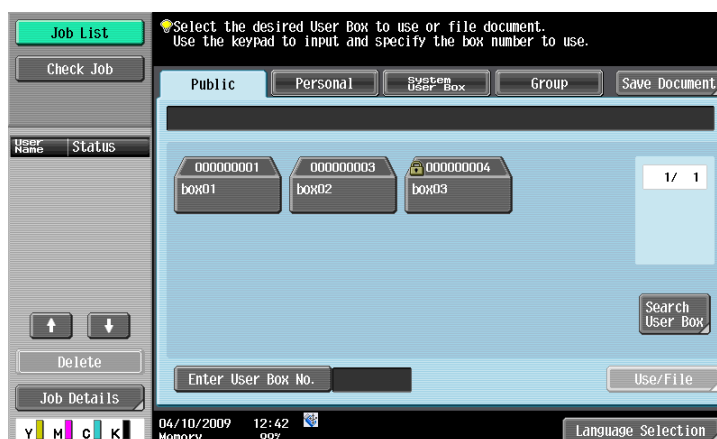 Job List
Check Job
User Name Status
Delete
Job Details
Y M C K
Select the desired User Box to use or file document.
Use the keypad to input and specify the box number to use.
Public Personal System User Box Group Save Document
000000001 000000003 000000004
box01 box02 box03
1/ 1
Search
User Box
Enter User Box No.
Use/File
04/10/2009 12:42
Memory 99%
Language Selection